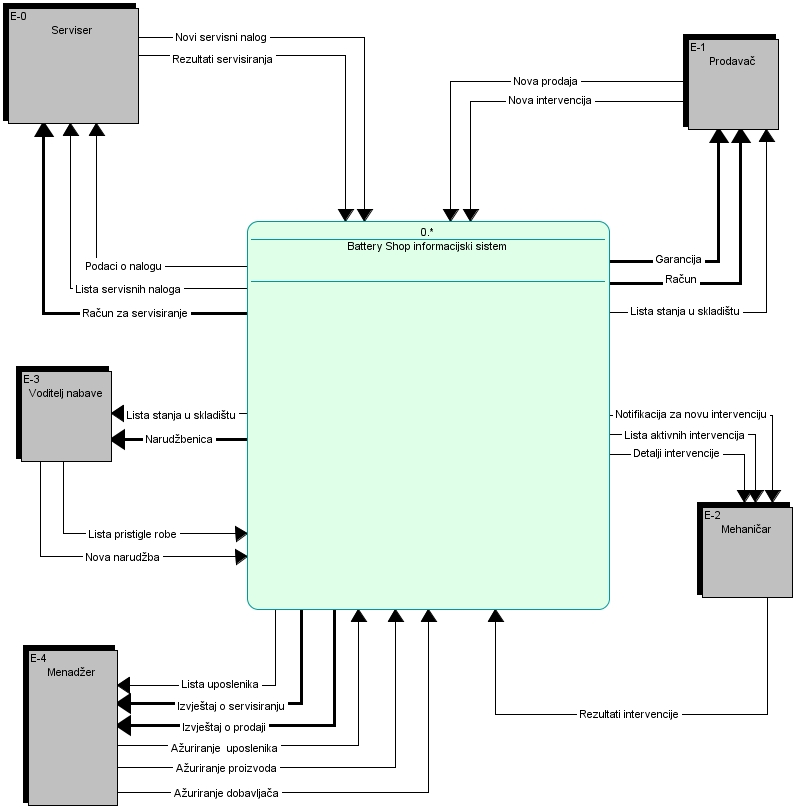 E-0
Serviser
Novi servisni nalog
Rezultati servisiranja
E-1
Prodavač
Nova prodaja
Nova intervencija
0.*
Battery Shop informacijski sistem
Podaci o nalogu
Lista servisnih naloga
Račun za servisiranje
Garancija
Račun
Lista stanja u skladištu
E-3
Voditelj nabave
Lista stanja u skladištu
Narudžbenica
Lista pristigle robe
Nova narudžba
Notifikacija za novu intervenciju
Lista aktivnih intervencija
Detalji intervencije
E-2
Mehaničar
E-4
Menadžer
Lista uposlenika
Izvještaj o servisiranju
Izvještaj o prodaji
Ažuriranje uposlenika
Ažuriranje proizvoda
Ažuriranje dobavljača
Rezultati intervencije